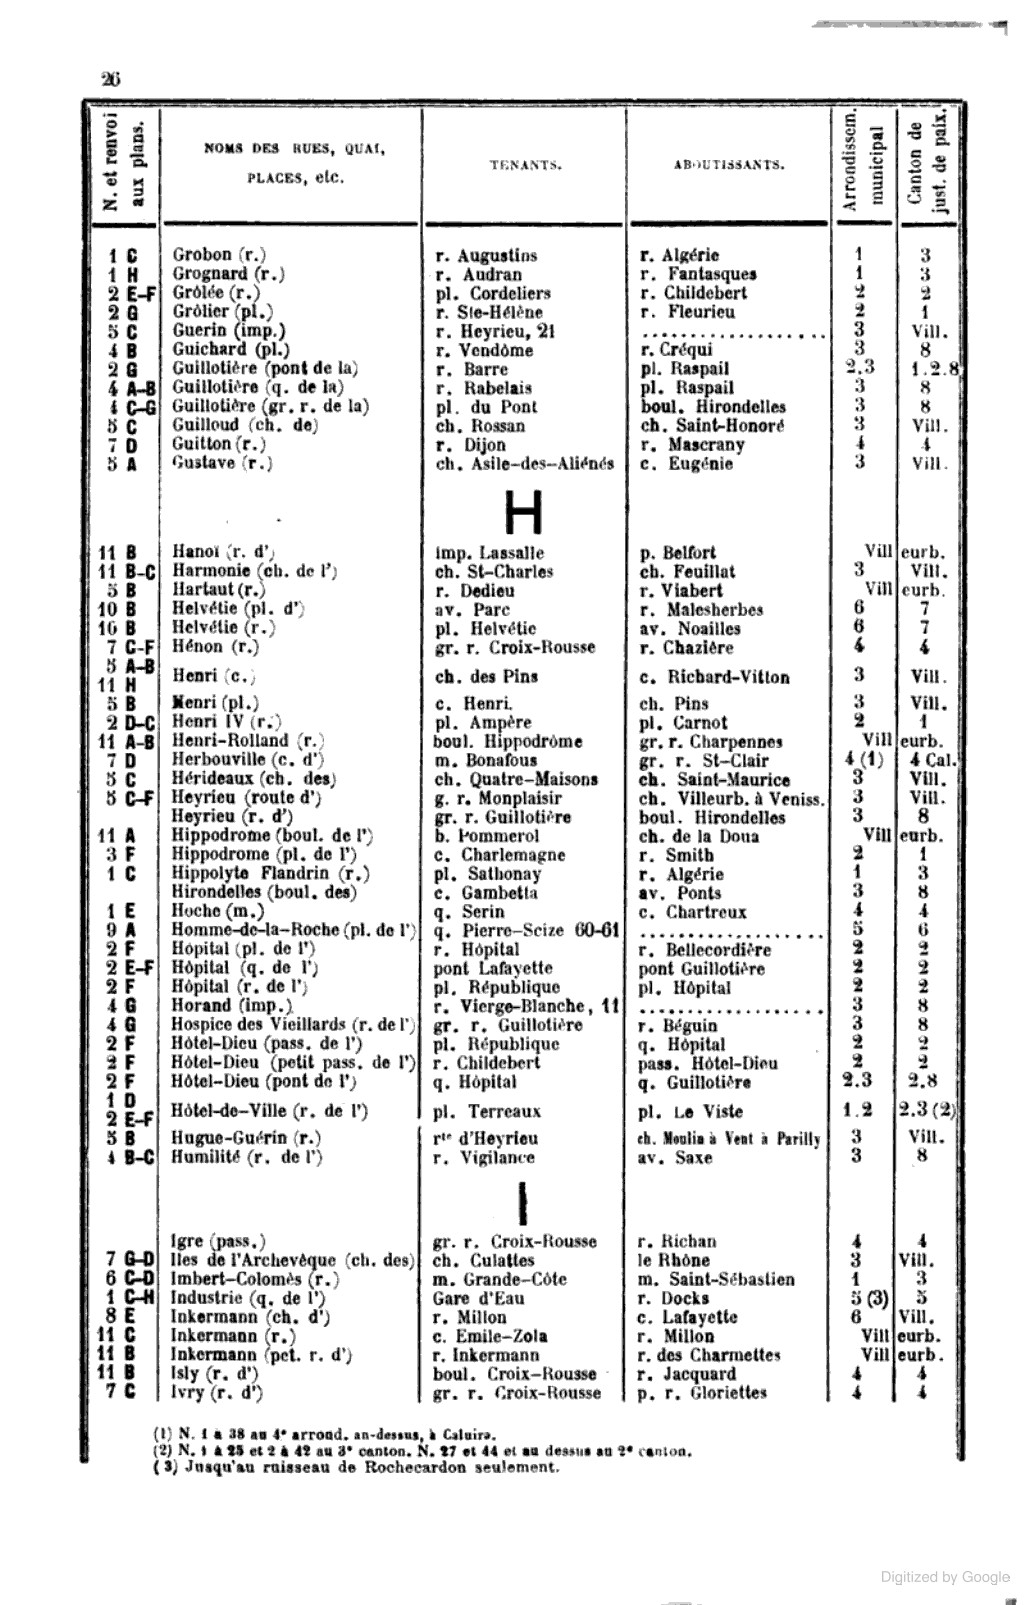 26
N. et renvoi aux plans. NOMS DES RUES, QUAI, PLACES, etc. TENANTS. ABOUTISSANTS. Arrondissem. municipal Canton de just. de paix.
1 C Grobon (r.) r. Augustins r. Algérie 1 3
1 H Grognard (r.) r. Audran r. Fantasques 1 3
2 E-F Grôlée (r.) pl. Cordeliers r. Childebert 2 2
2 G Grôlier (pl.) r. Ste-Hélène r. Fleurieu 2 1
5 C Guerin (imp.) r. Heyrieu, 21 .................. 3 Vill.
4 B Guichard (pl.) r. Vendôme r. Créqui 3 8
2 G Guillotière (pont de la) r. Barre pl. Raspail 2.3 1.2.8
4 A-B Guillotière (q. de la) r. Rabelais pl. Raspail 3 8
4 C-G Guillotière (gr. r. de la) pl. du Pont boul. Hirondelles 3 8
5 C Guilloud (ch. de) ch. Rossan ch. Saint-Honoré 3 Vill.
7 D Guitton (r.) r. Dijon r. Mascrany 4 4
5 A Gustave (r.) ch. Asile-des-Aliénés c. Eugénie 3 Vill.
H
11 B Hanoï (r. d') imp. Lassalle p. Belfort Vill eurb.
11 B-C Harmonie (ch. de l') ch. St-Charles ch. Feuillat 3 Vill.
5 B Hartaut (r.) r. Dedieu r. Viabert Vill eurb.
10 B Helvétie (pl. d') av. Parc r. Malesherbes 6 7
10 B Helvétie (r.) pl. Helvétie av. Noailles 6 7
7 C-F Hénon (r.) gr. r. Croix-Rousse r. Chazière 4 4
5 A-B
11 H Henri (c.) ch. des Pins c. Richard-Vitton 3 Vill.
5 B Henri (pl.) c. Henri. ch. Pins 3 Vill.
2 D-C Henri IV (r.) pl. Ampère pl. Carnot 2 1
11 A-B Henri-Rolland (r.) boul. Hippodrôme gr. r. Charpennes Vill eurb.
7 D Herbouville (c. d') m. Bonafous gr. r. St-Clair 4 (1) 4 Cal.
5 C Hérideaux (ch. des) ch. Quatre-Maisons ch. Saint-Maurice 3 Vill.
5 C-F Heyrieu (route d') g. r. Monplaisir ch. Villeurb. à Veniss. 3 Vill.
Heyrieu (r. d') gr. r. Guillotière boul. Hirondelles 3 8
11 A Hippodrome (boul. de l') b. Pommerol ch. de la Doua Vill eurb.
3 F Hippodrome (pl. de l') c. Charlemagne r. Smith 2 1
1 C Hippolyte Flandrin (r.) pl. Sathonay r. Algérie 1 3
Hirondelles (boul. des) c. Gambetta av. Ponts 3 8
1 E Hoche (m.) q. Serin c. Chartreux 4 4
9 A Homme-de-la-Roche (pl. de l') q. Pierre-Scize 60-61 .................. 5 6
2 F Hôpital (pl. de l') r. Hôpital r. Bellecordière 2 2
2 E-F Hôpital (q. de l') pont Lafayette pont Guillotière 2 2
2 F Hôpital (r. de l') pl. République pl. Hôpital 2 2
4 G Horand (imp.) r. Vierge-Blanche, 11 .................. 3 8
4 G Hospice des Vieillards (r. de l') gr. r. Guillotière r. Béguin 3 8
2 F Hôtel-Dieu (pass. de l') pl. République q. Hôpital 2 2
2 F Hôtel-Dieu (petit pass. de l') r. Childebert pass. Hôtel-Dieu 2 2
2 F Hôtel-Dieu (pont de l') q. Hôpital q. Guillotière 2.3 2.8
1 D
2 E-F Hôtel-de-Ville (r. de l') pl. Terreaux pl. Le Viste 1.2 2.3 (2)
5 B Hugue-Guérin (r.) rte d'Heyrieu ch. Moulin à Vent à Parilly 3 Vill.
4 B-C Humilité (r. de l') r. Vigilance av. Saxe 3 8
I
Igre (pass.) gr. r. Croix-Rousse r. Richan 4 4
7 G-D Iles de l'Archevêque (ch. des) ch. Culattes le Rhône 3 Vill.
6 C-D Imbert-Colomès (r.) m. Grande-Côte m. Saint-Sébastien 1 3
1 C-H Industrie (q. de l') Gare d'Eau r. Docks 5 (3) 5
8 E Inkermann (ch. d') r. Millon c. Lafayette 6 Vill.
11 C Inkermann (r.) c. Emile-Zola r. Millon Vill eurb.
11 B Inkermann (pet. r. d') r. Inkermann r. des Charmettes Vill eurb.
11 B Isly (r. d') boul. Croix-Rousse r. Jacquard 4 4
7 C Ivry (r. d') gr. r. Croix-Rousse p. r. Gloriettes 4 4
(1) N. 1 à 38 au 4e arrond. au-dessus, à Caluire.
(2) N. 1 à 25 et 2 à 42 au 3e canton. N. 27 et 44 et au dessus au 2e canton.
(3) Jusqu'au ruisseau de Rochecardon seulement.
Digitized by Google